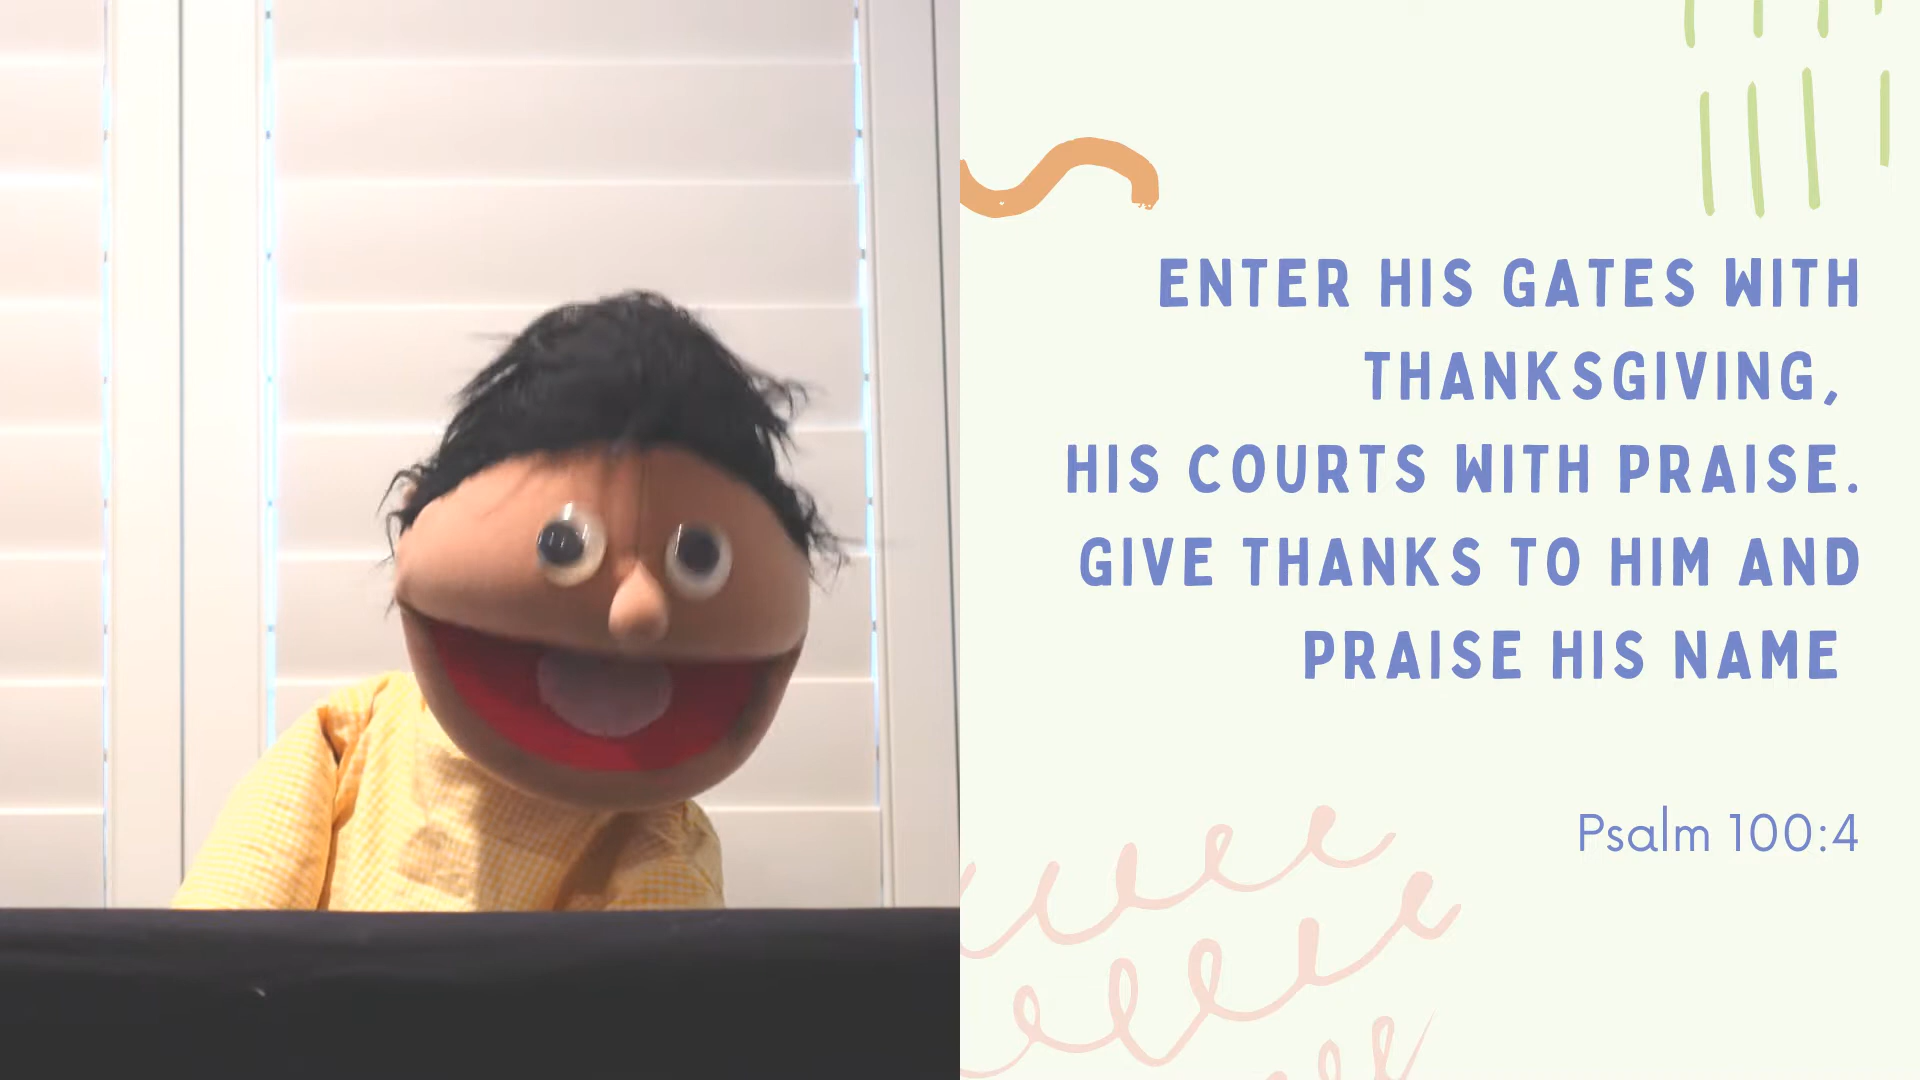 ENTER HIS GATES WITH
THANKSGIVING,
HIS COURTS WITH PRAISE.
GIVE THANKS TO HIM AND
PRAISE HIS NAME
Psalm 100:4